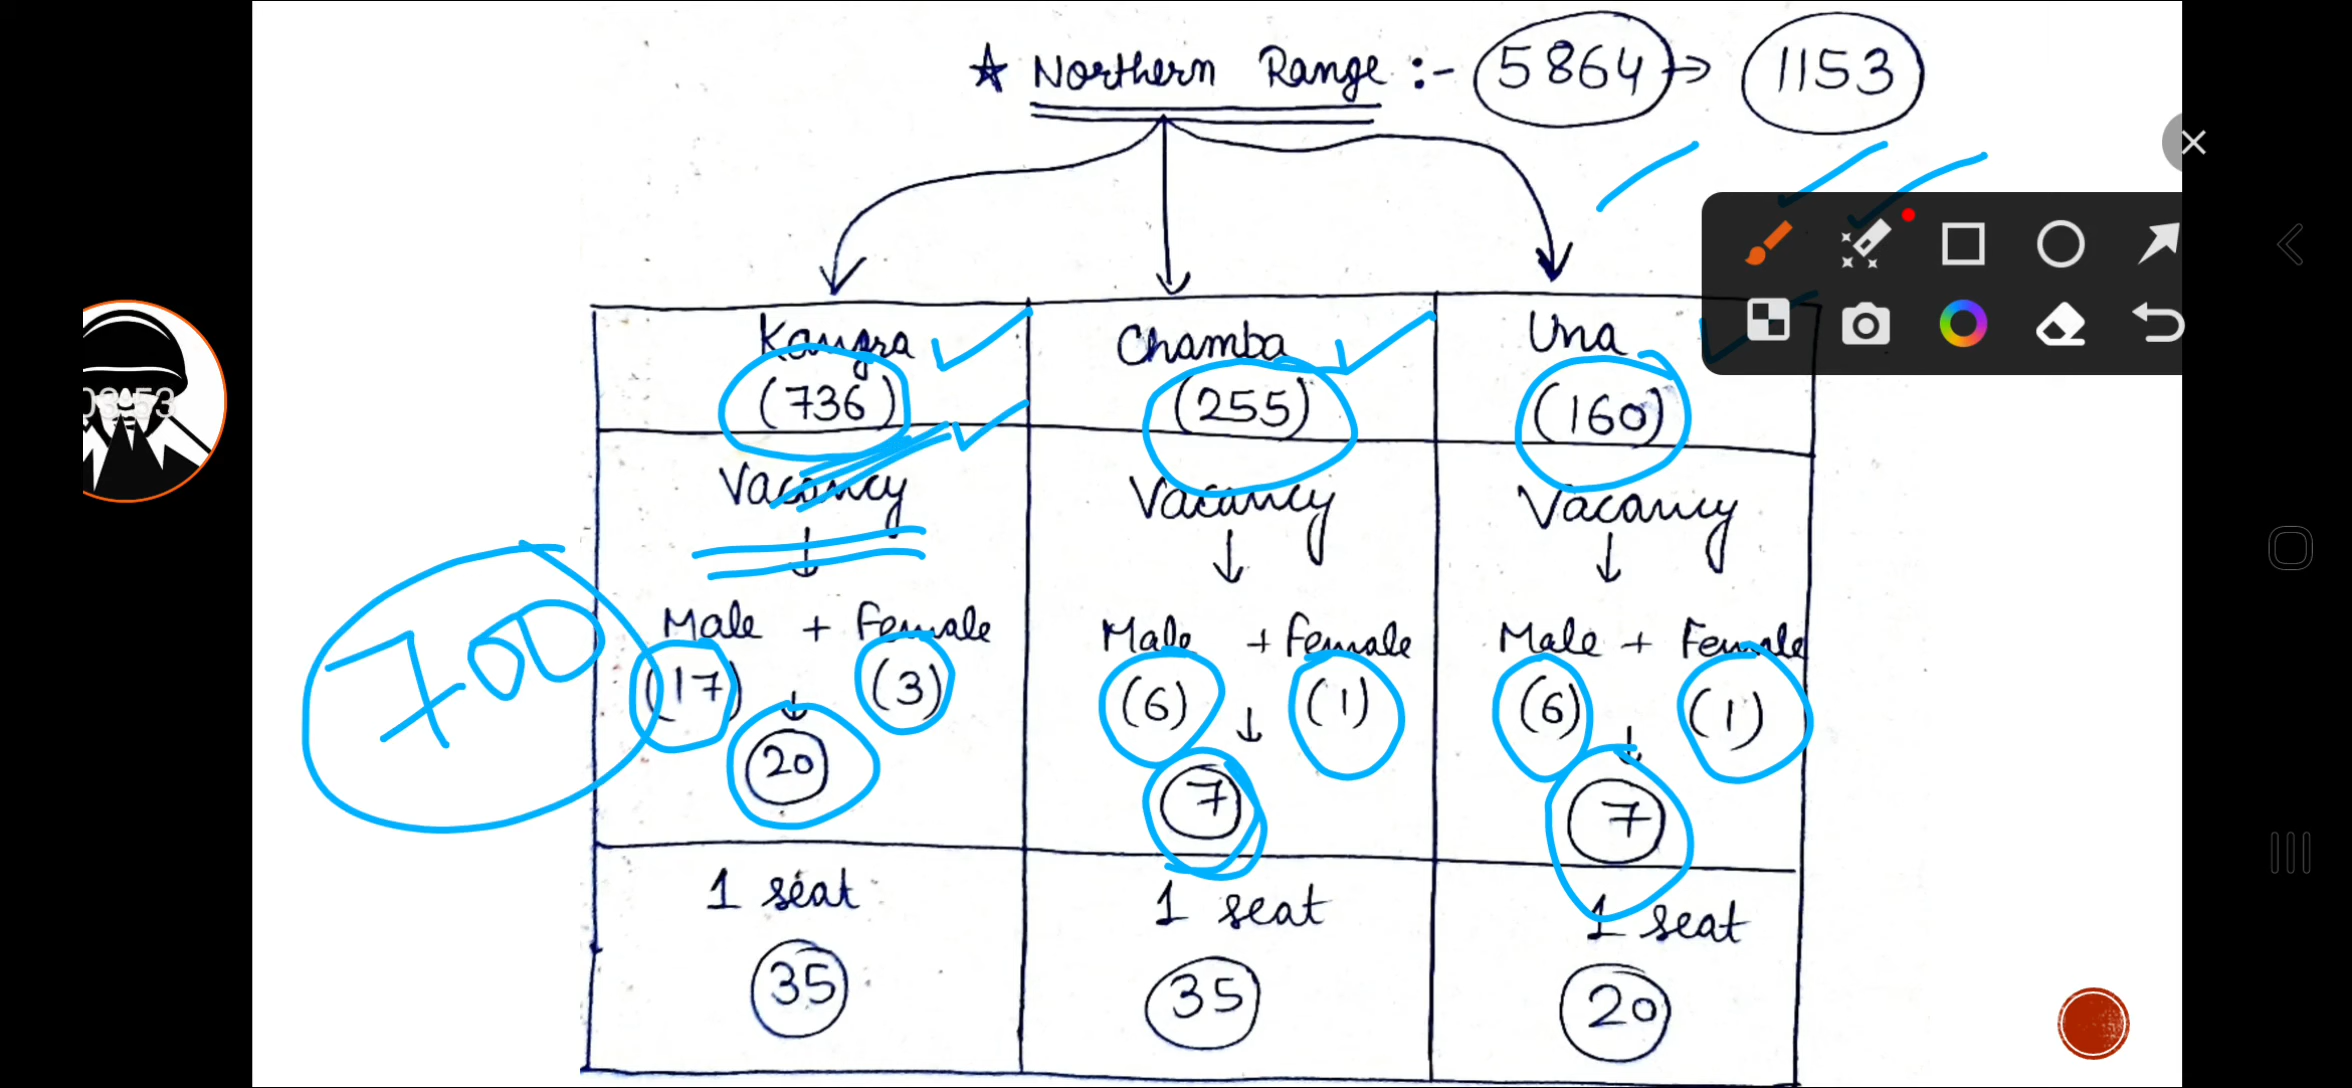 ☆ Northern Range :- 5864 → 1153
Kangra Chamba Una
(736) (255) (160)
Vacancy Vacancy Vacancy
↓ ↓ ↓
Male + Female Male + Female Male + Female
(17) (3) (6) (1) (6) (1)
↓ ↓ ↓
20 7 7
700
1 seat 1 seat 1 seat
35 35 20
03:53